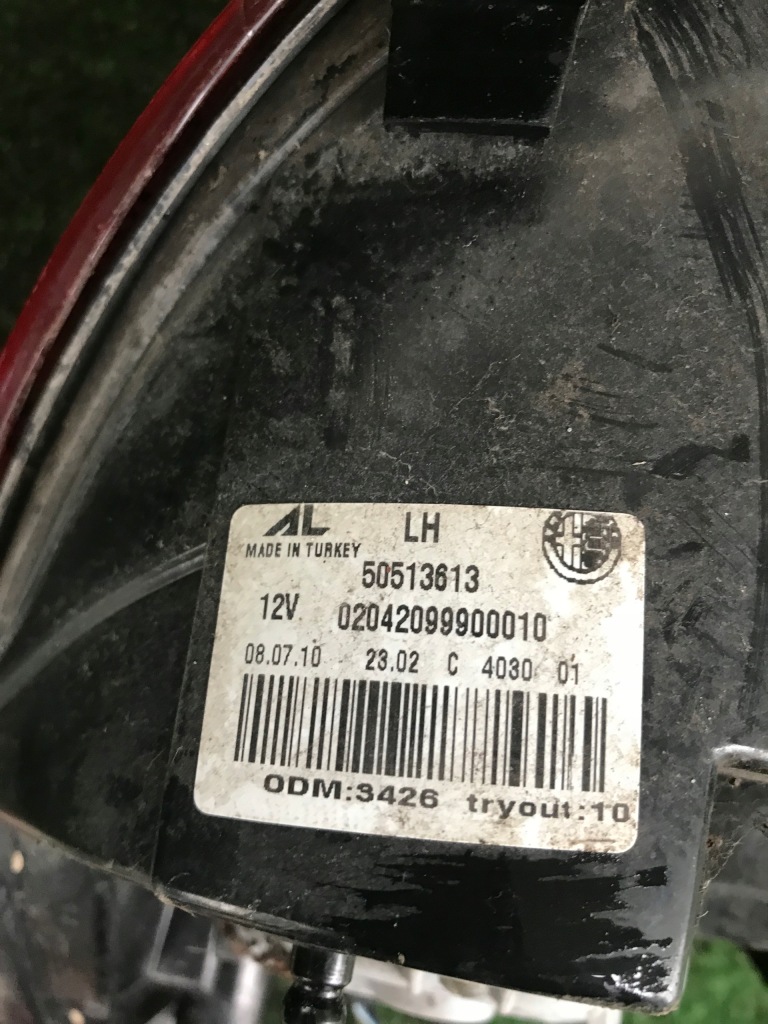 AL LH
MADE IN TURKEY
50513613
12V 02042099900010
08.07.10 23.02 C 4030 01
ODM:3426 tryout:10